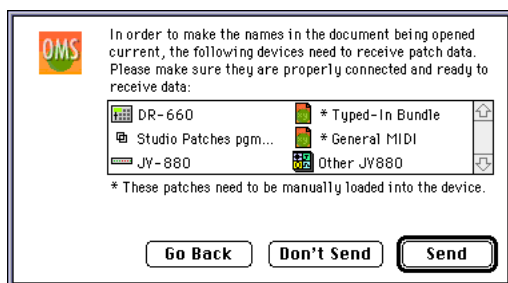 OMS
In order to make the names in the document being opened
current, the following devices need to receive patch data.
Please make sure they are properly connected and ready to
receive data:
DR-660
* Typed-In Bundle
Studio Patches pgm...
* General MIDI
JV-880
Other JV880
* These patches need to be manually loaded into the device.
Go Back
Don't Send
Send